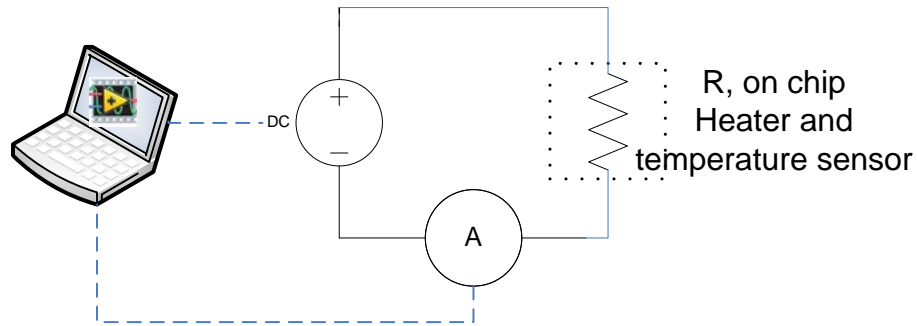 DC
+
−
R, on chip
Heater and
temperature sensor
A